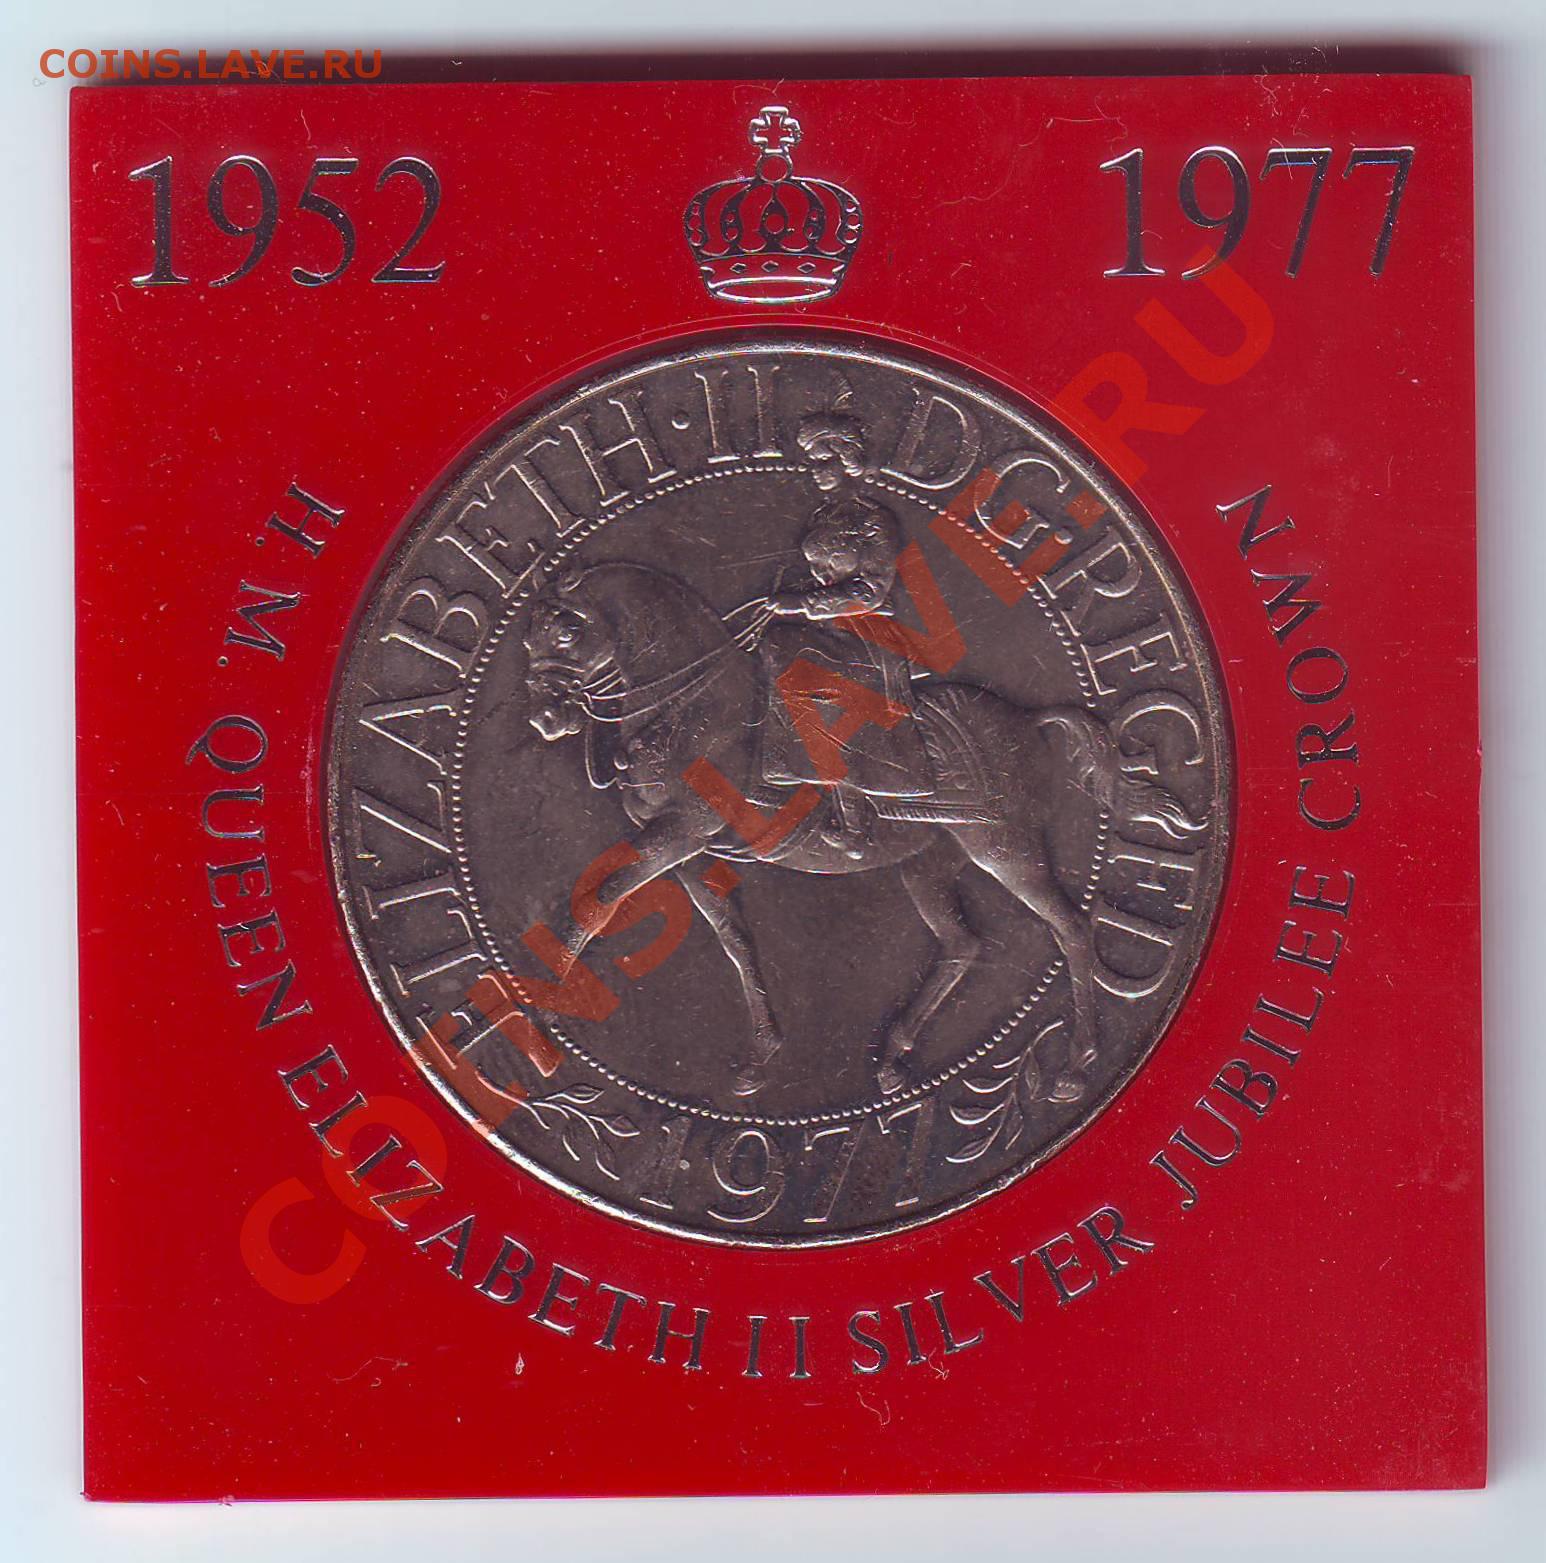 COINS.LAVE.RU
1952
1977
ELIZABETH·II D·G·REG F·D
1977
H. M. QUEEN ELIZABETH II SILVER JUBILEE CROWN
COINS.LAVE.RU